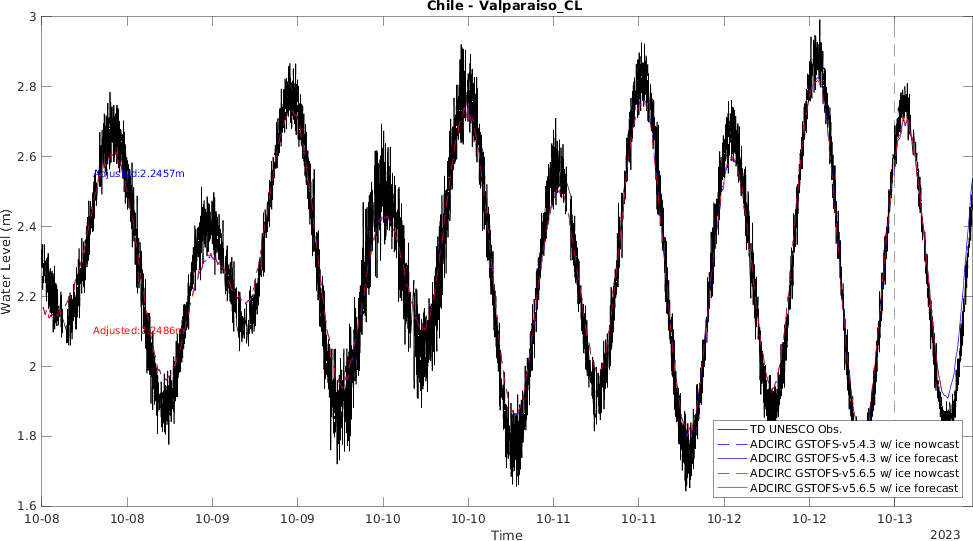 Chile - Valparaiso_CL
3
2.8
2.6
2.4
2.2
2
1.8
1.6
Water Level (m)
Adjusted:2.2457m
TD UNESCO Obs.
ADCIRC GSTOFS-v5.4.3 w/ ice nowcast
ADCIRC GSTOFS-v5.4.3 w/ ice forecast
ADCIRC GSTOFS-v5.6.5 w/ ice nowcast
ADCIRC GSTOFS-v5.6.5 w/ ice forecast
10-08 10-08 10-09 10-09 10-10 10-10 10-11 10-11 10-12 10-12 10-13
Time
2023